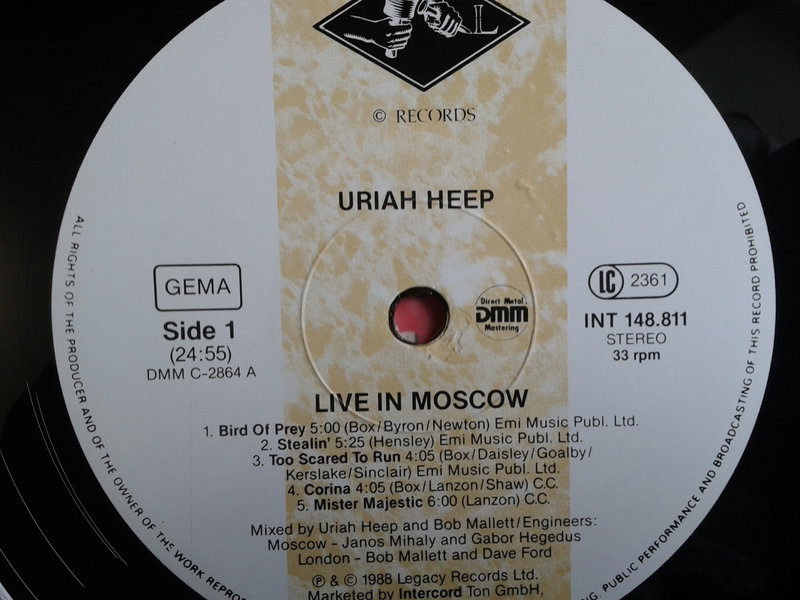 L
© RECORDS
URIAH HEEP
GEMA
Side 1
(24:55)
DMM C-2864 A
Direct Metal
DMM
Mastering
LC 2361
INT 148.811
STEREO
33 rpm
LIVE IN MOSCOW
1. Bird Of Prey 5:00 (Box/Byron/Newton) Emi Music Publ. Ltd.
2. Stealin' 5:25 (Hensley) Emi Music Publ. Ltd.
3. Too Scared To Run 4:05 (Box/Daisley/Goalby/
Kerslake/Sinclair) Emi Music Publ. Ltd.
4. Corina 4:05 (Box/Lanzon/Shaw) C.C.
5. Mister Majestic 6:00 (Lanzon) C.C.
Mixed by Uriah Heep and Bob Mallett/Engineers:
Moscow - Janos Mihaly and Gabor Hegedus
London - Bob Mallett and Dave Ford
℗ & © 1988 Legacy Records Ltd.
Marketed by Intercord Ton GmbH,
ALL RIGHTS OF THE PRODUCER AND OF THE OWNER OF THE WORK REPROD
NG. PUBLIC PERFORMANCE AND BROADCASTING OF THIS RECORD PROHIBITED